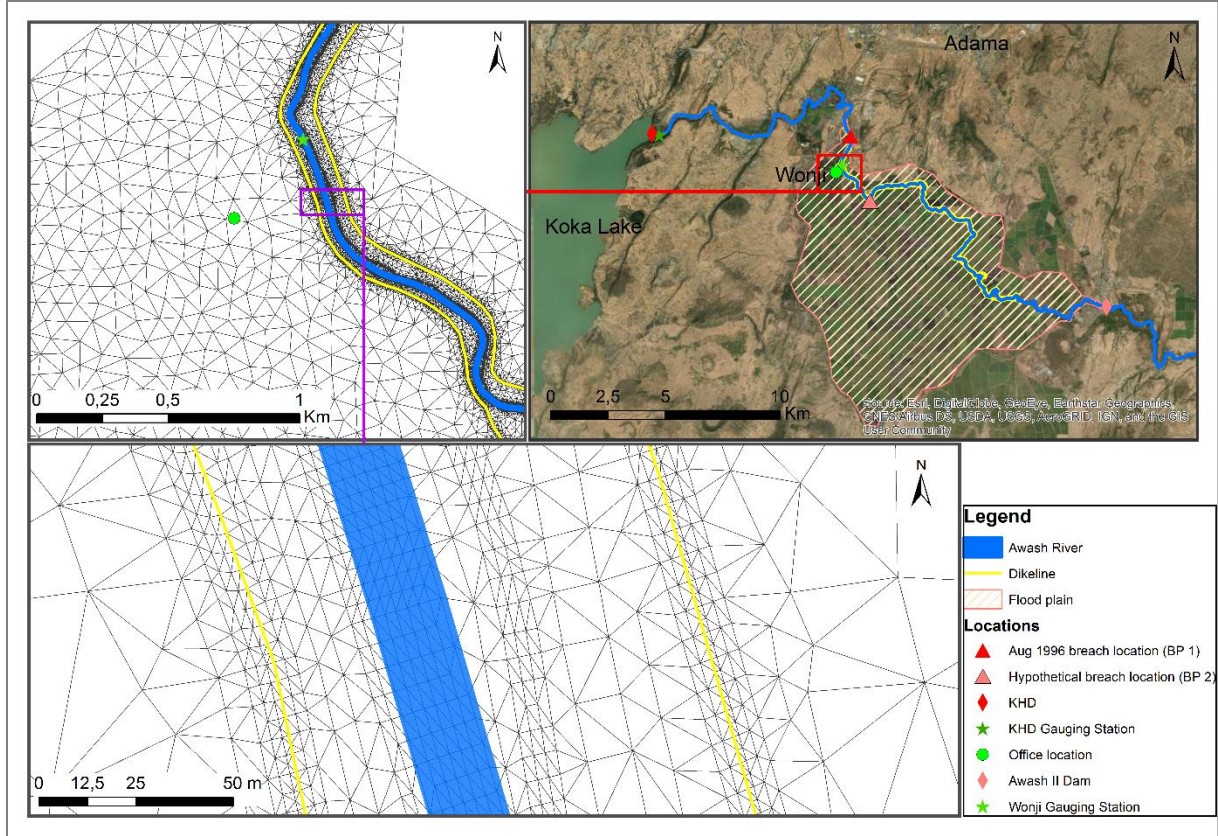 N
0 0,25 0,5 1
Km
N
Adama
Wonji
Koka Lake
0 2,5 5 10
Km
Source: Esri, DigitalGlobe, GeoEye, Earthstar Geographics,
CNES/Airbus DS, USDA, USGS, AeroGRID, IGN, and the GIS
User Community
N
0 12,5 25 50 m
Legend
Awash River
Dikeline
Flood plain
Locations
Aug 1996 breach location (BP 1)
Hypothetical breach location (BP 2)
KHD
KHD Gauging Station
Office location
Awash II Dam
Wonji Gauging Station